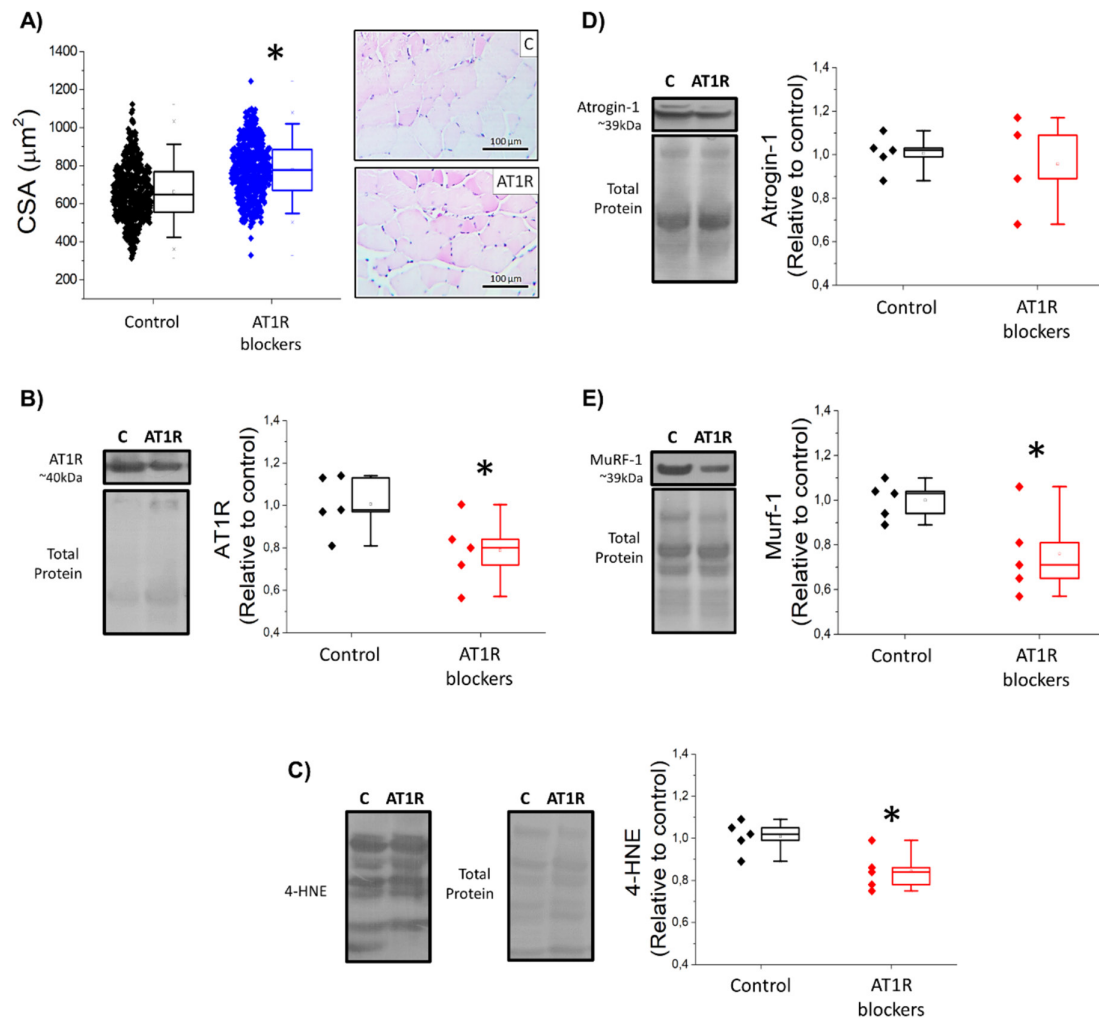 A)
CSA (μm²)
1400
1200
1000
800
600
400
200
Control
AT1R
blockers
*
C
100 μm
AT1R
100 μm
D)
C AT1R
Atrogin-1
~39kDa
Total
Protein
Atrogin-1
(Relative to control)
1,4
1,2
1,0
0,8
0,6
0,4
Control
AT1R
blockers
B)
C AT1R
AT1R
~40kDa
Total
Protein
AT1R
(Relative to control)
1,4
1,2
1,0
0,8
0,6
0,4
*
Control
AT1R
blockers
E)
C AT1R
MuRF-1
~39kDa
Total
Protein
Murf-1
(Relative to control)
1,4
1,2
1,0
0,8
0,6
0,4
*
Control
AT1R
blockers
C)
C AT1R
4-HNE
C AT1R
Total
Protein
4-HNE
(Relative to control)
1,4
1,2
1,0
0,8
0,6
0,4
*
Control
AT1R
blockers